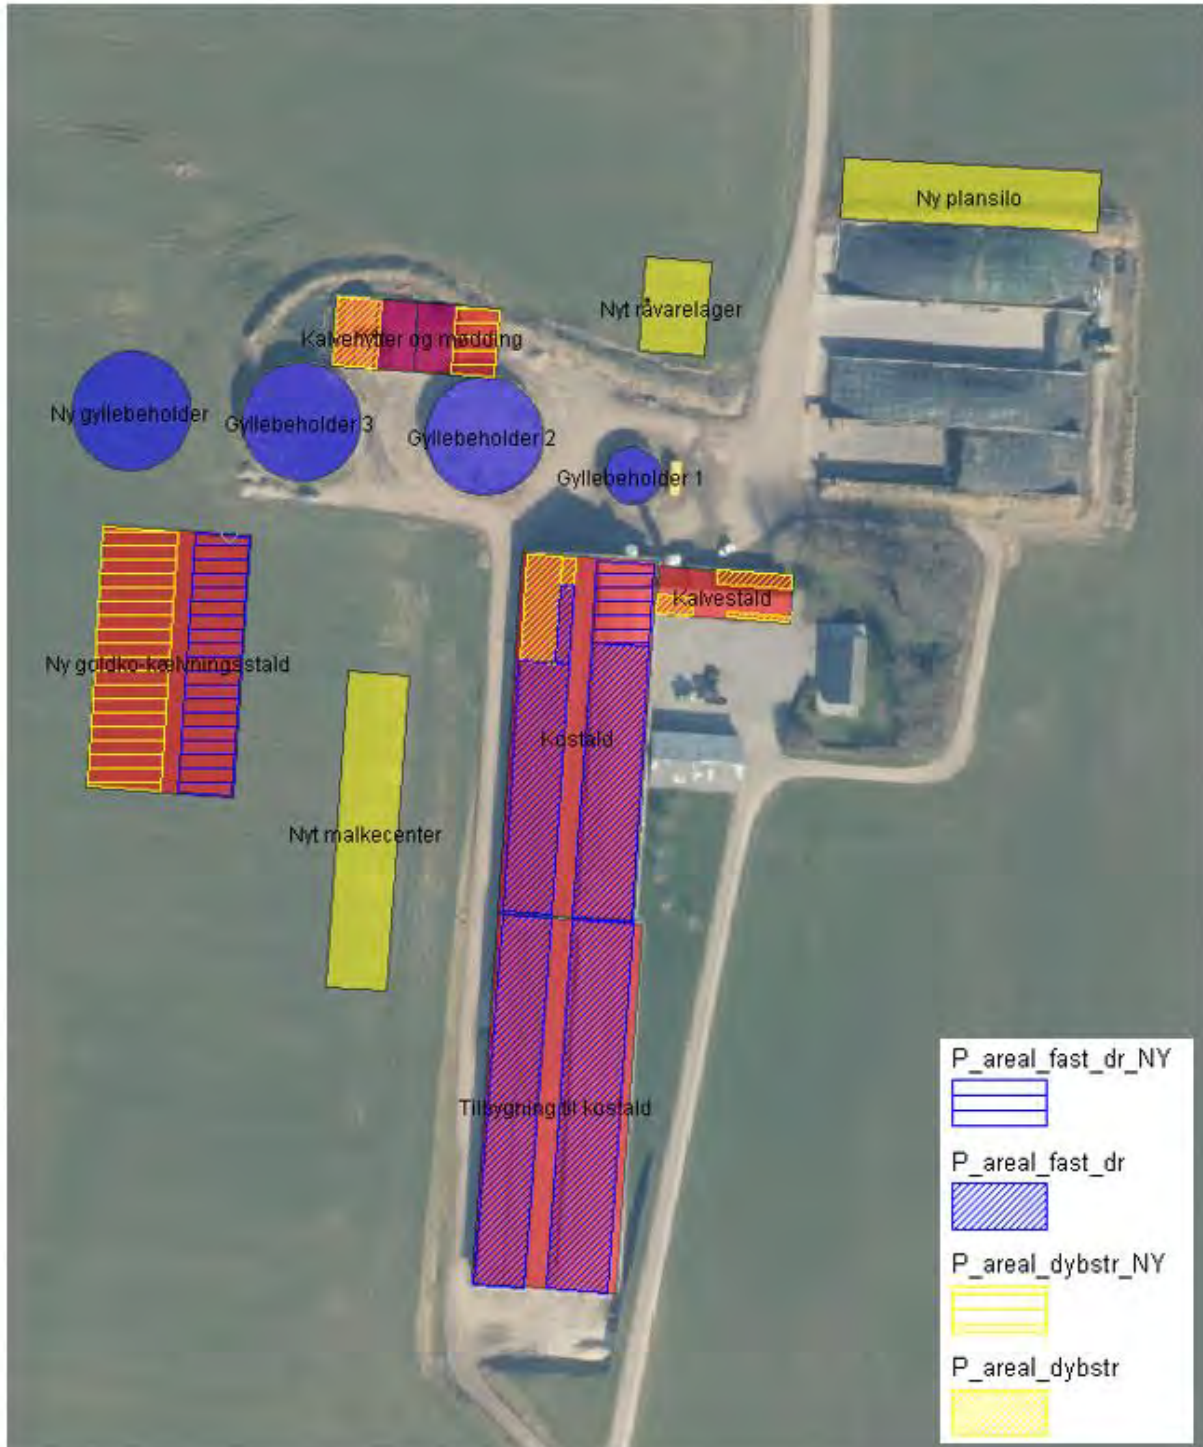 Ny plansilo
Nyt råvarelager
Kalvehytter og mødding
Ny gyllebeholder
Gyllebeholder 3
Gyllebeholder 2
Gyllebeholder 1
Kalvestald
Ny goldko-kælvningsstald
Kostald
Nyt malkecenter
Tilbygning til kostald
P_areal_fast_dr_NY
P_areal_fast_dr
P_areal_dybstr_NY
P_areal_dybstr